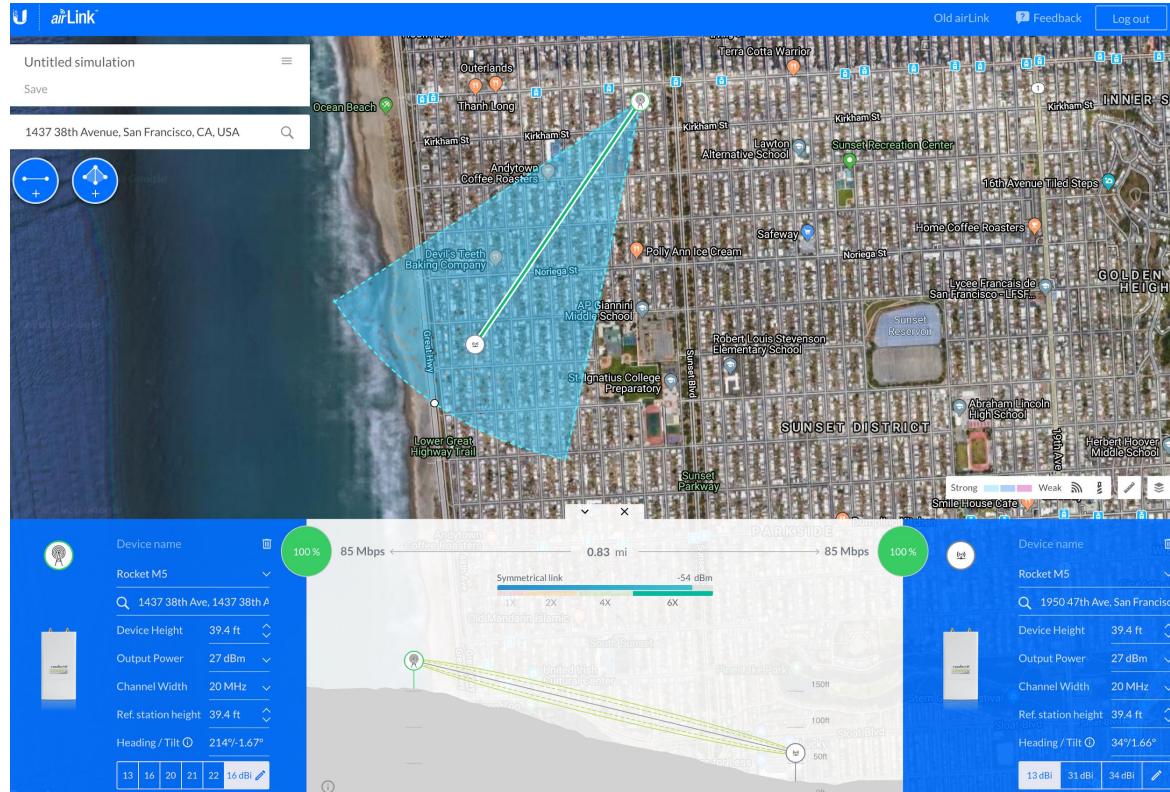 airLink
Old airLink
Feedback
Log out
Untitled simulation
Save
1437 38th Avenue, San Francisco, CA, USA
Terra Cotta Warrior
Outerlands
Ocean Beach
Thanh Long
1
Kirkham St
INNER S
Kirkham St
Kirkham St
Kirkham St
Lawton
Alternative School
Sunset Recreation Center
Andytown
Coffee Roasters
16th Avenue Tiled Steps
Home Coffee Roasters
Safeway
Devil's Teeth
Baking Company
Polly Ann Ice Cream
Noriega St
Noriega St
GOLDEN
HEIGH
Lycee Francais de
San Francisco - LFSF...
AP Giannini
Middle School
Sunset
Reservoir
Great Hwy
Robert Louis Stevenson
Elementary School
Sunset Blvd
St. Ignatius College
Preparatory
Abraham Lincoln
High School
SUNSET DISTRICT
19th Ave
Lower Great
Highway Trail
Herbert Hoover
Middle School
Sunset
Parkway
Strong
Weak
Smile House Cafe
PARKSIDE
Device name
Rocket M5
1437 38th Ave, 1437 38th A
Device Height 39.4 ft
Output Power 27 dBm
Channel Width 20 MHz
Ref. station height 39.4 ft
Heading / Tilt 214°/-1.67°
13 16 20 21 22 16 dBi
100 %
85 Mbps
0.83 mi
85 Mbps
100 %
Symmetrical link -54 dBm
1X 2X 4X 6X
South Sunset
United Irish
Cultural Center
150ft
100ft
50ft
0ft
Sloat Blvd
Device name
Rocket M5
1950 47th Ave, San Francisc
Device Height 39.4 ft
Output Power 27 dBm
Channel Width 20 MHz
Ref. station height 39.4 ft
Heading / Tilt 34°/1.66°
13 dBi 31 dBi 34 dBi